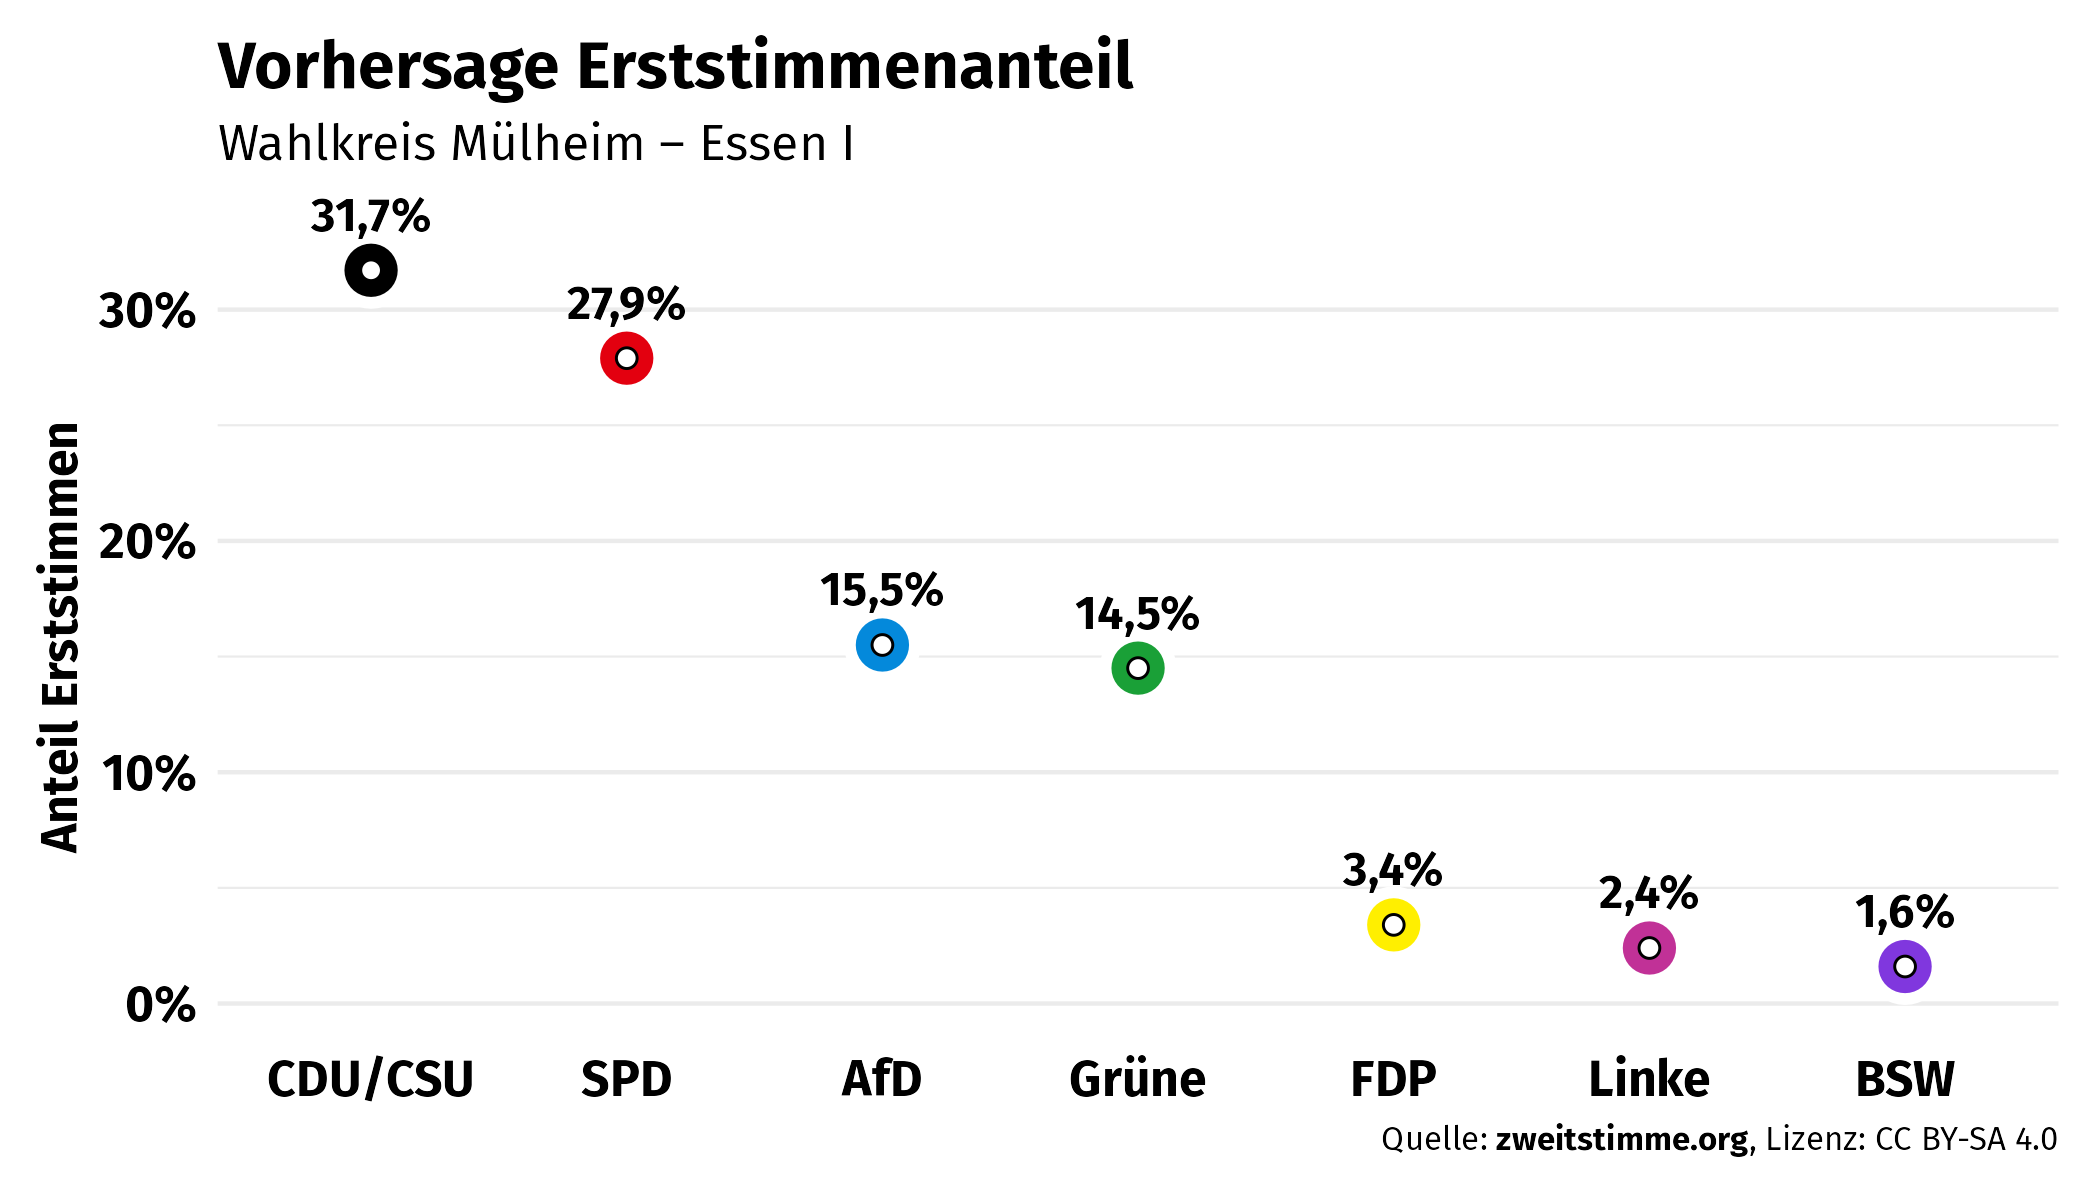 Vorhersage Erststimmenanteil
Wahlkreis Mülheim – Essen I
31,7%
27,9%
15,5%
14,5%
3,4%
2,4%
1,6%
30%
20%
10%
0%
Anteil Erststimmen
CDU/CSU SPD AfD Grüne FDP Linke BSW
Quelle: zweitstimme.org, Lizenz: CC BY-SA 4.0